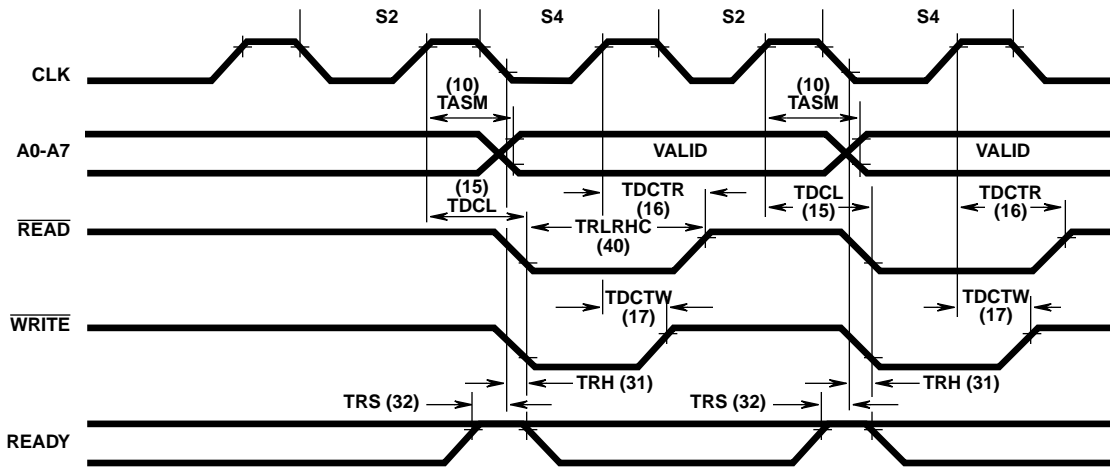 S2 S4 S2 S4
CLK
(10) (10)
TASM TASM
A0-A7 VALID VALID
(15) TDCTR TDCL TDCTR
TDCL (16) (15) (16)
READ TRLRHC
(40)
TDCTW TDCTW
WRITE (17) (17)
TRH (31) TRH (31)
TRS (32) TRS (32)
READY